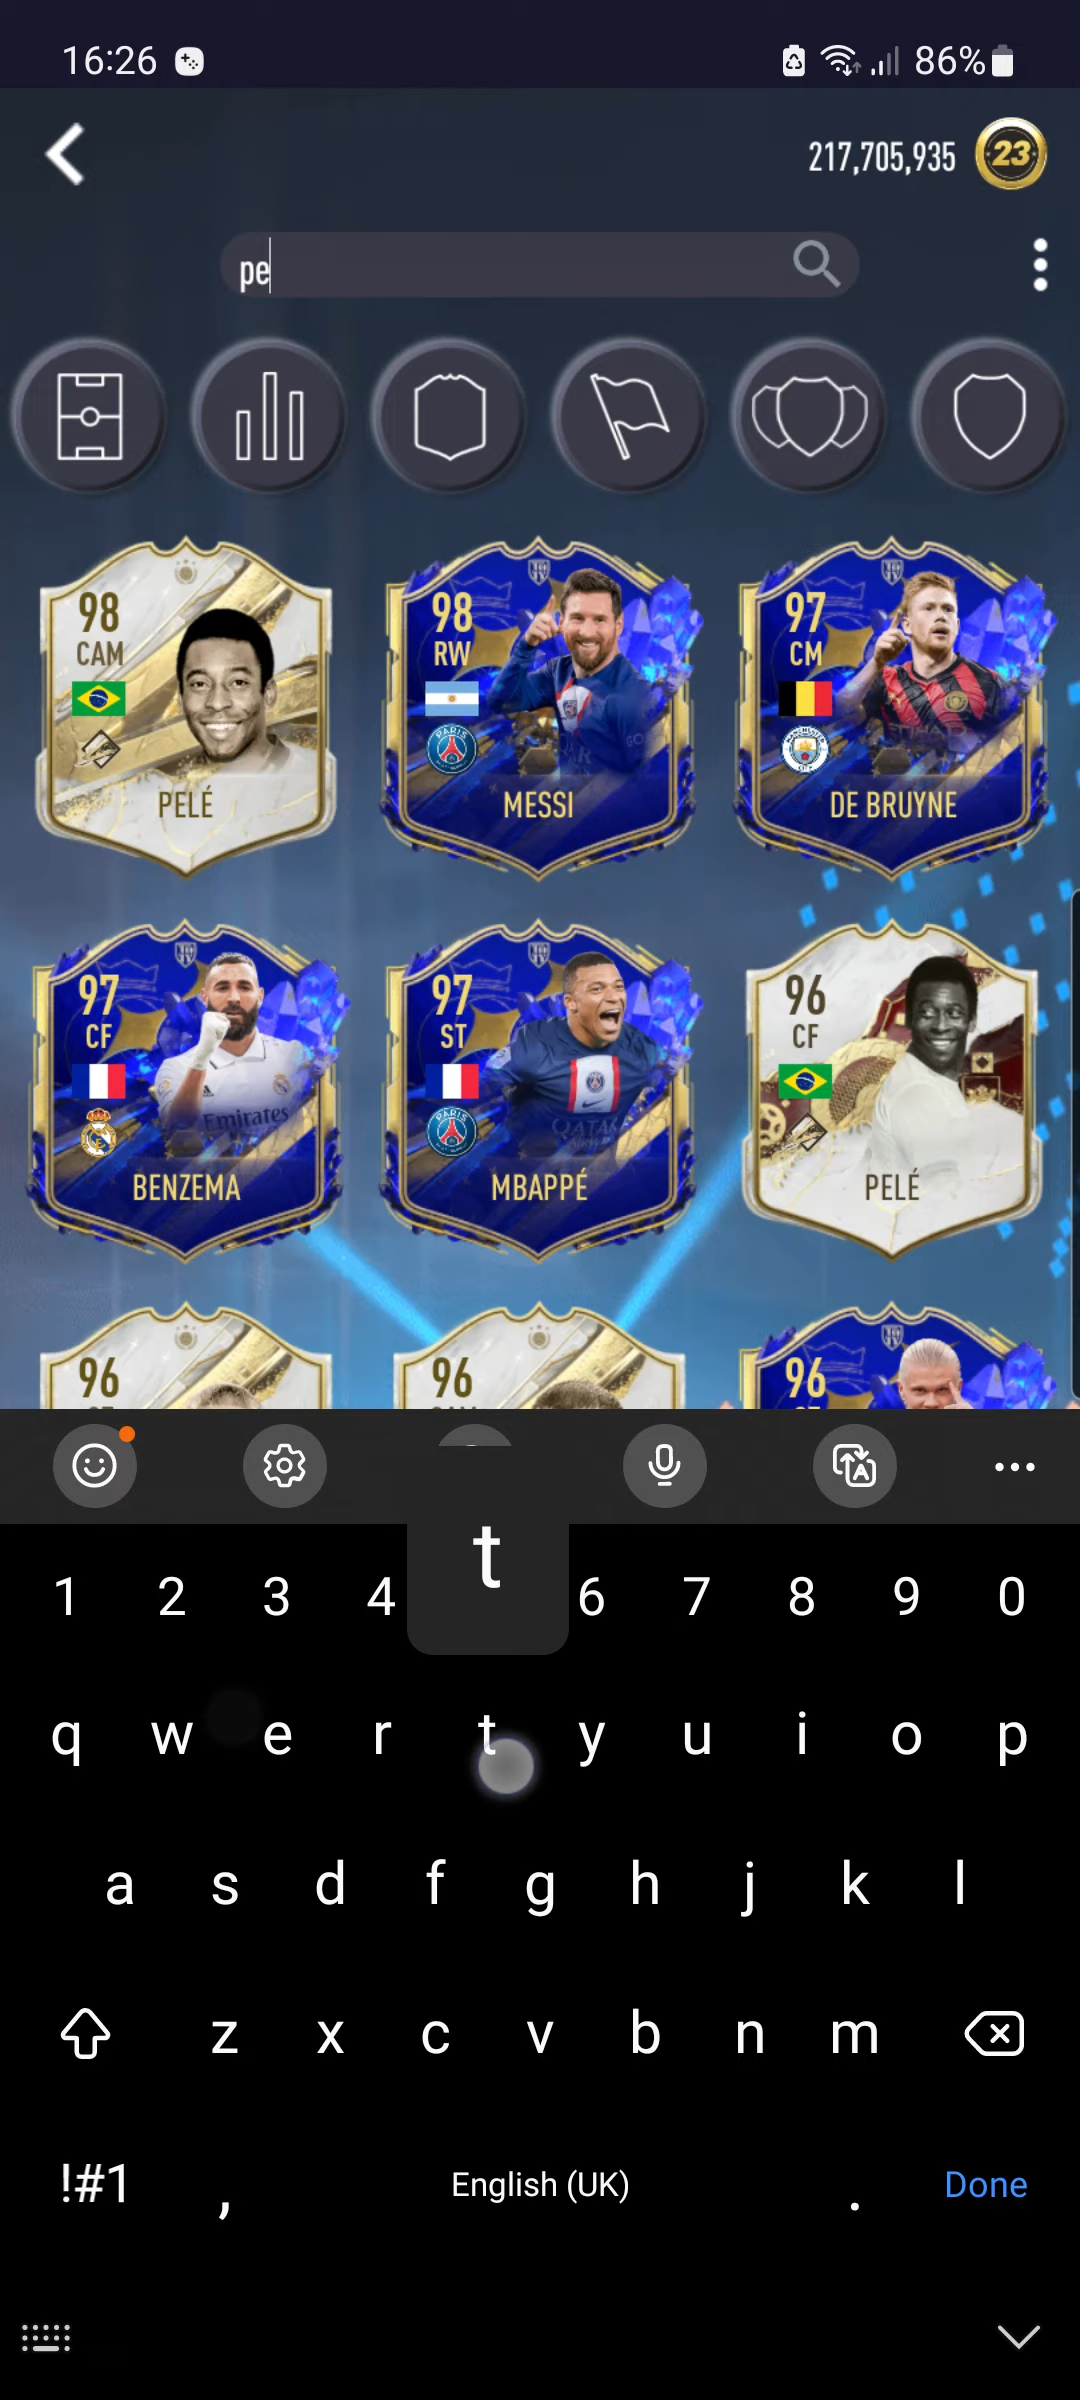 16:26
86%
217,705,935
23
pe
98
CAM
PELÉ
98
RW
MESSI
97
CM
DE BRUYNE
97
CF
Emirates
BENZEMA
97
ST
MBAPPÉ
96
CF
PELÉ
96
96
96
t
1 2 3 4 6 7 8 9 0
q w e r t y u i o p
a s d f g h j k l
z x c v b n m
!#1 , English (UK) . Done